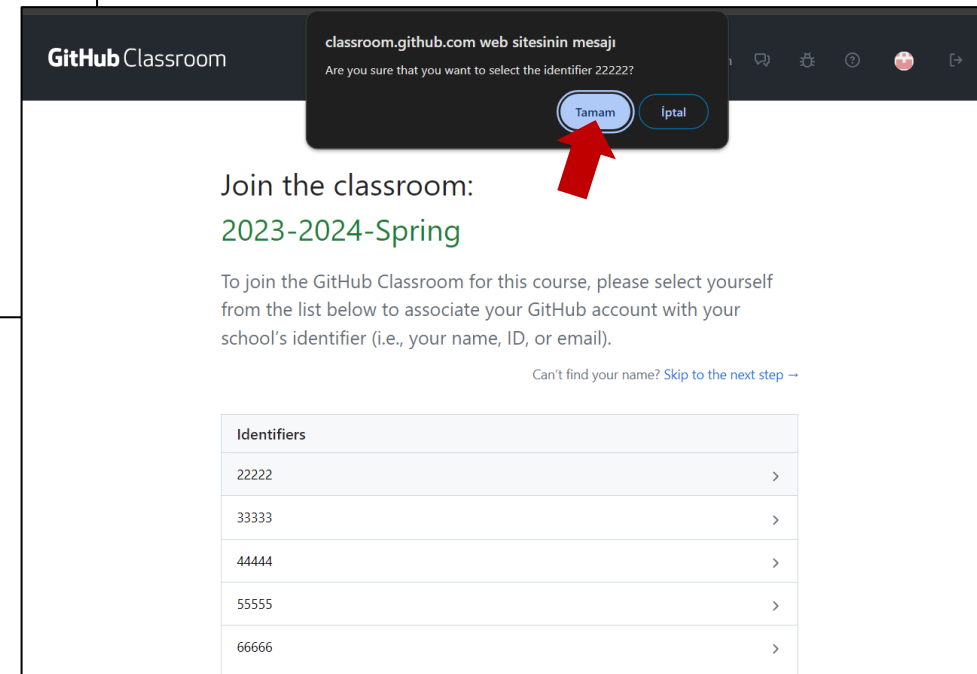 GitHub Classroom
classroom.github.com web sitesinin mesajı
Are you sure that you want to select the identifier 22222?
Tamam
İptal
Join the classroom:
2023-2024-Spring
To join the GitHub Classroom for this course, please select yourself
from the list below to associate your GitHub account with your
school's identifier (i.e., your name, ID, or email).
Can't find your name? Skip to the next step →
Identifiers
22222
33333
44444
55555
66666